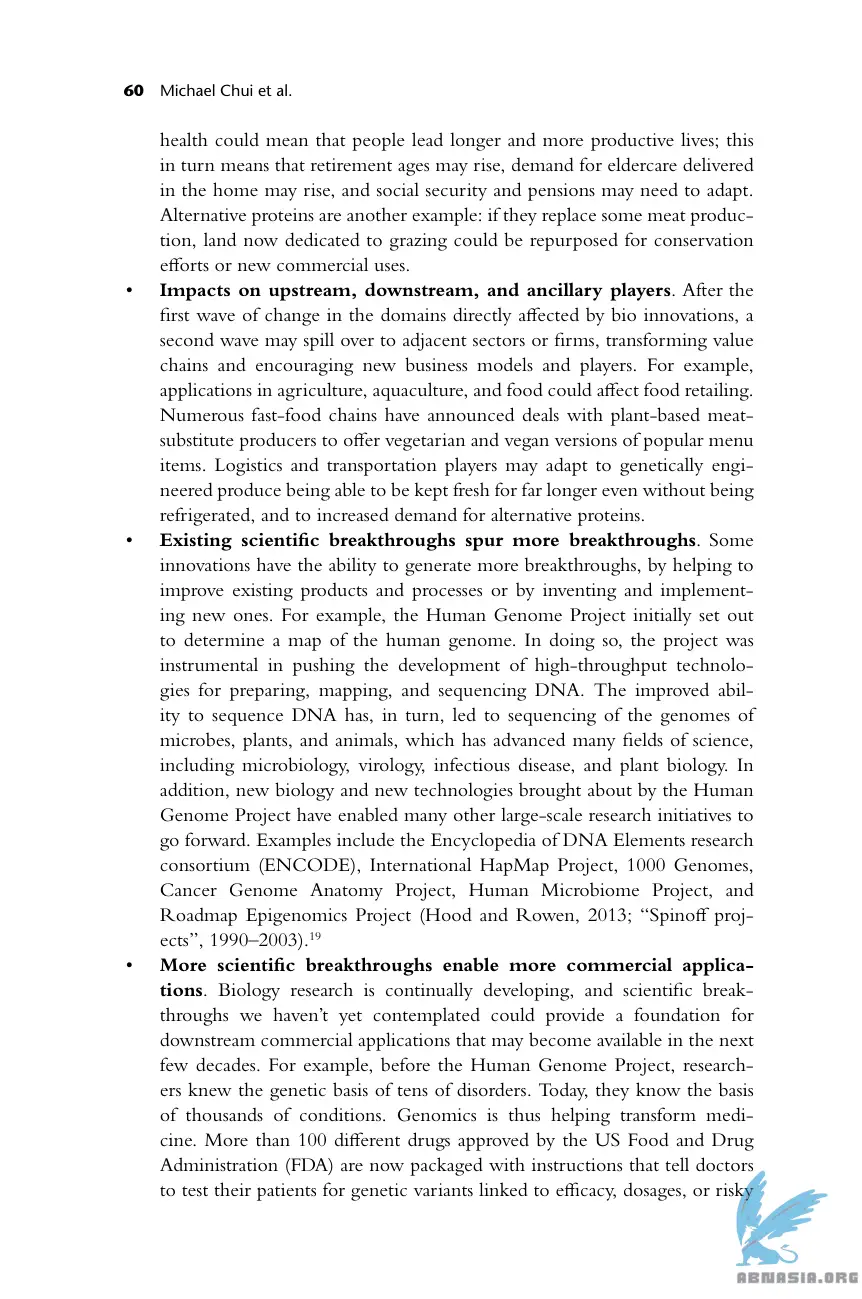 60 Michael Chui et al.
health could mean that people lead longer and more productive lives; this
in turn means that retirement ages may rise, demand for eldercare delivered
in the home may rise, and social security and pensions may need to adapt.
Alternative proteins are another example: if they replace some meat produc-
tion, land now dedicated to grazing could be repurposed for conservation
efforts or new commercial uses.
• Impacts on upstream, downstream, and ancillary players. After the
first wave of change in the domains directly affected by bio innovations, a
second wave may spill over to adjacent sectors or firms, transforming value
chains and encouraging new business models and players. For example,
applications in agriculture, aquaculture, and food could affect food retailing.
Numerous fast-food chains have announced deals with plant-based meat-
substitute producers to offer vegetarian and vegan versions of popular menu
items. Logistics and transportation players may adapt to genetically engi-
neered produce being able to be kept fresh for far longer even without being
refrigerated, and to increased demand for alternative proteins.
• Existing scientific breakthroughs spur more breakthroughs. Some
innovations have the ability to generate more breakthroughs, by helping to
improve existing products and processes or by inventing and implement-
ing new ones. For example, the Human Genome Project initially set out
to determine a map of the human genome. In doing so, the project was
instrumental in pushing the development of high-throughput technolo-
gies for preparing, mapping, and sequencing DNA. The improved abil-
ity to sequence DNA has, in turn, led to sequencing of the genomes of
microbes, plants, and animals, which has advanced many fields of science,
including microbiology, virology, infectious disease, and plant biology. In
addition, new biology and new technologies brought about by the Human
Genome Project have enabled many other large-scale research initiatives to
go forward. Examples include the Encyclopedia of DNA Elements research
consortium (ENCODE), International HapMap Project, 1000 Genomes,
Cancer Genome Anatomy Project, Human Microbiome Project, and
Roadmap Epigenomics Project (Hood and Rowen, 2013; “Spinoff proj-
ects”, 1990–2003).19
• More scientific breakthroughs enable more commercial applica-
tions. Biology research is continually developing, and scientific break-
throughs we haven’t yet contemplated could provide a foundation for
downstream commercial applications that may become available in the next
few decades. For example, before the Human Genome Project, research-
ers knew the genetic basis of tens of disorders. Today, they know the basis
of thousands of conditions. Genomics is thus helping transform medi-
cine. More than 100 different drugs approved by the US Food and Drug
Administration (FDA) are now packaged with instructions that tell doctors
to test their patients for genetic variants linked to efficacy, dosages, or risky
ABNASIA.ORG